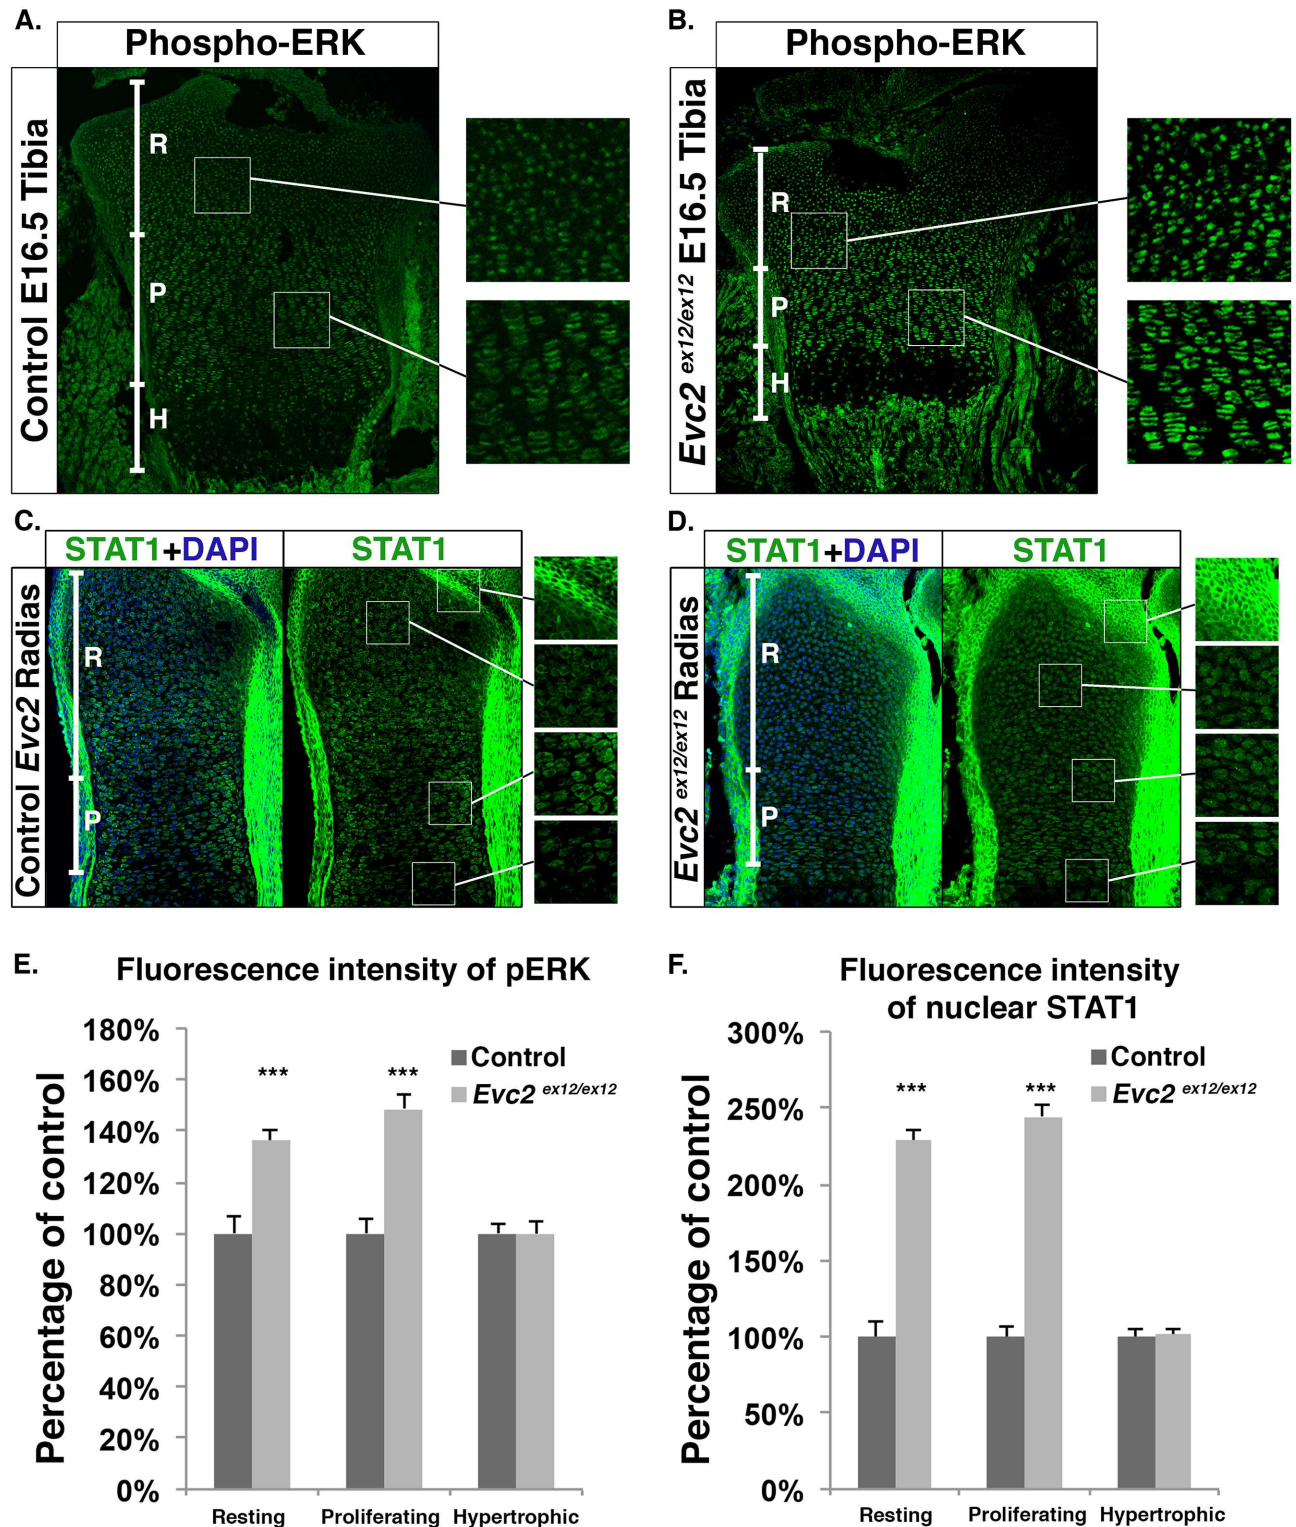 A.
Phospho-ERK
Control E16.5 Tibia
R
P
H
B.
Phospho-ERK
Evc2 ex12/ex12 E16.5 Tibia
R
P
H
C.
STAT1+DAPI
STAT1
Control Evc2 Radias
R
P
D.
STAT1+DAPI
STAT1
Evc2 ex12/ex12 Radias
R
P
E.
Fluorescence intensity of pERK
Percentage of control
180%
160%
140%
120%
100%
80%
60%
40%
20%
0%
***
***
Control
Evc2 ex12/ex12
Resting
Proliferating
Hypertrophic
F.
Fluorescence intensity
of nuclear STAT1
Percentage of control
300%
250%
200%
150%
100%
50%
0%
***
***
Control
Evc2 ex12/ex12
Resting
Proliferating
Hypertrophic